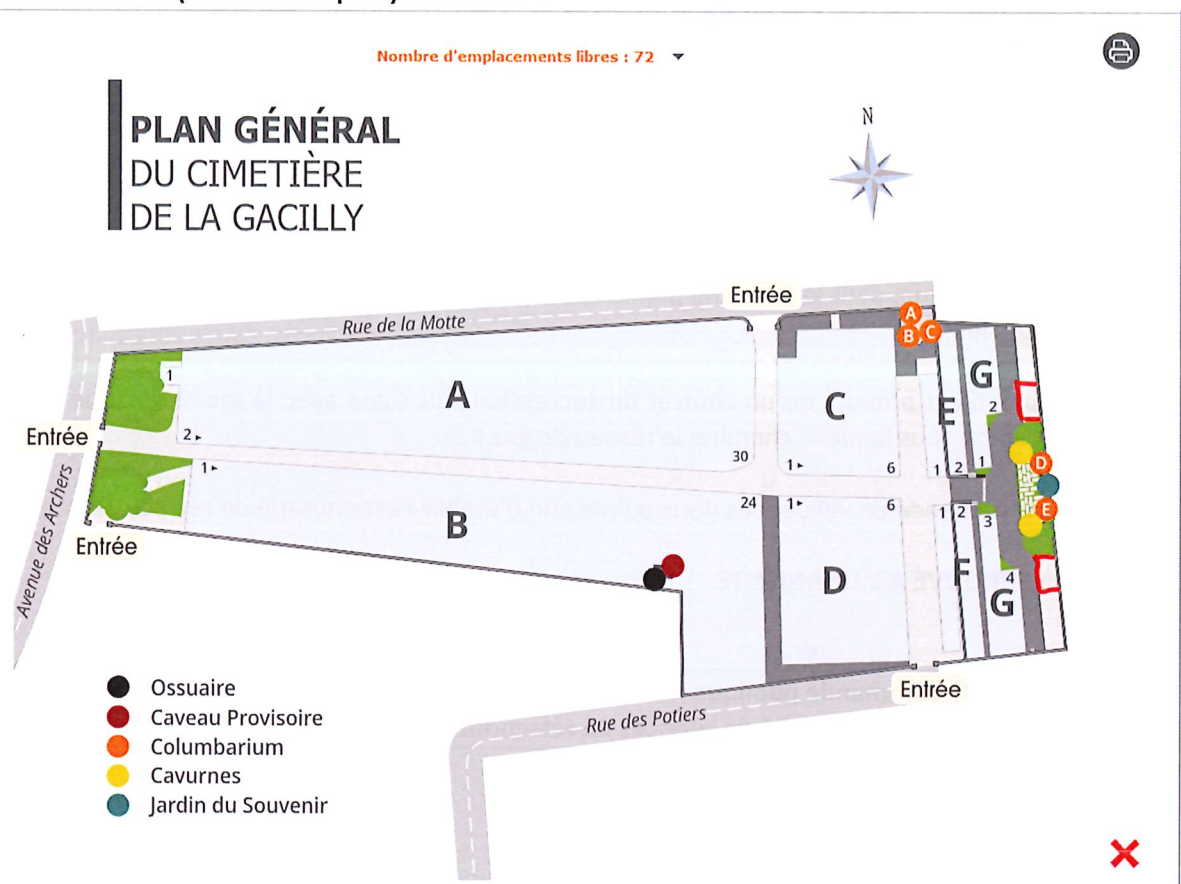 Nombre d'emplacements libres : 72
PLAN GÉNÉRAL
DU CIMETIÈRE
DE LA GACILLY
N
Entrée
Rue de la Motte
A
B
C
1
A
C
E
G
2
Entrée
2
30
1
6
1
2
1
D
1
24
1
6
2
3
E
B
Avenue des Archers
Entrée
D
F
4
G
Ossuaire
Caveau Provisoire
Columbarium
Cavurnes
Jardin du Souvenir
Entrée
Rue des Potiers